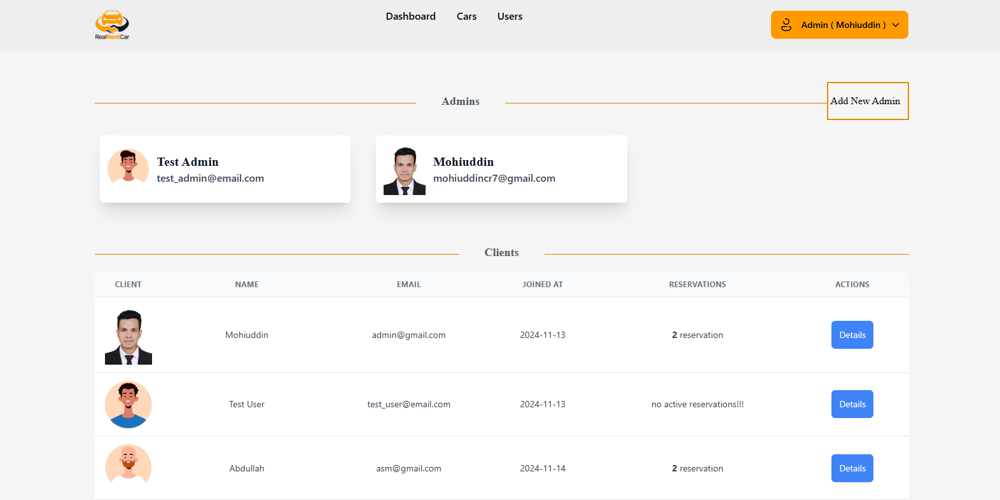 RealRentCar
Dashboard Cars Users
Admin ( Mohiuddin )
Admins
Add New Admin
Test Admin
test_admin@email.com
Mohiuddin
mohiuddincr7@gmail.com
Clients
CLIENT NAME EMAIL JOINED AT RESERVATIONS ACTIONS
Mohiuddin admin@gmail.com 2024-11-13 2 reservation Details
Test User test_user@email.com 2024-11-13 no active reservations!!! Details
Abdullah asm@gmail.com 2024-11-14 2 reservation Details